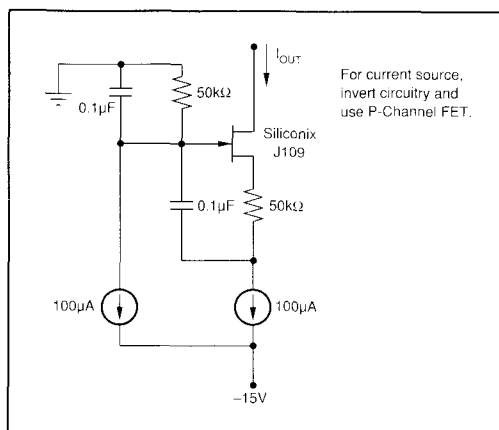 I_OUT
0.1µF
50kΩ
For current source,
invert circuitry and
use P-Channel FET.
Siliconix
J109
0.1µF
50kΩ
100µA
100µA
–15V